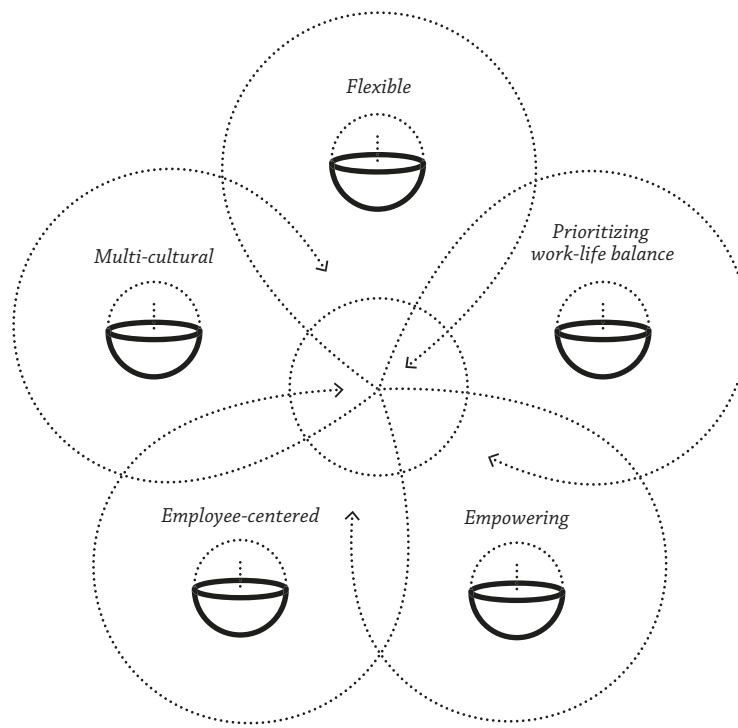 Flexible
Multi-cultural
Prioritizing
work-life balance
Employee-centered
Empowering